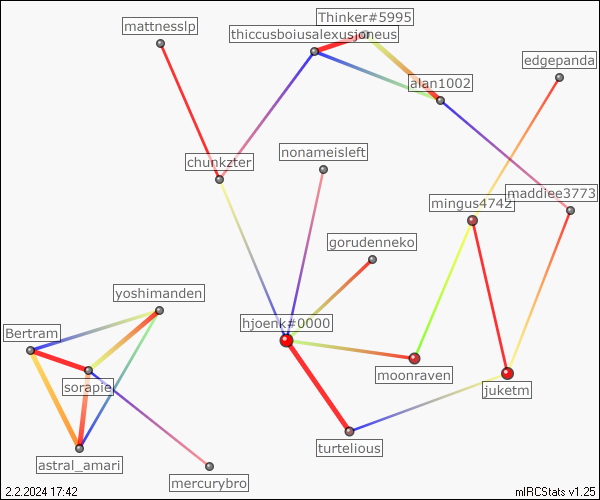 Thinker#5995
mattnesslp
thiccusboiusalexusjoneus
edgepanda
alan1002
chunkzter
nonameisleft
maddiee3773
mingus4742
gorudenneko
yoshimanden
hjoenk#0000
Bertram
moonraven
sorapie
juketm
turtelious
astral_amari
mercurybro
2.2.2024 17:42
mIRCStats v1.25